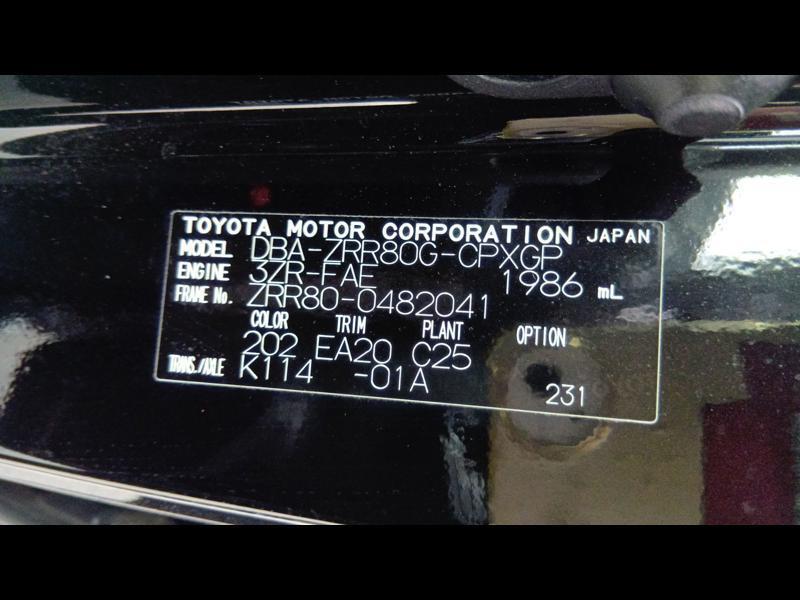 TOYOTA MOTOR CORPORATION JAPAN
MODEL DBA-ZRR80G-CPXGP
ENGINE 3ZR-FAE 1986 mL
FRAME No. ZRR80-0482041
COLOR TRIM PLANT OPTION
202 EA20 C25
TRANS./AXLE K114 -01A 231